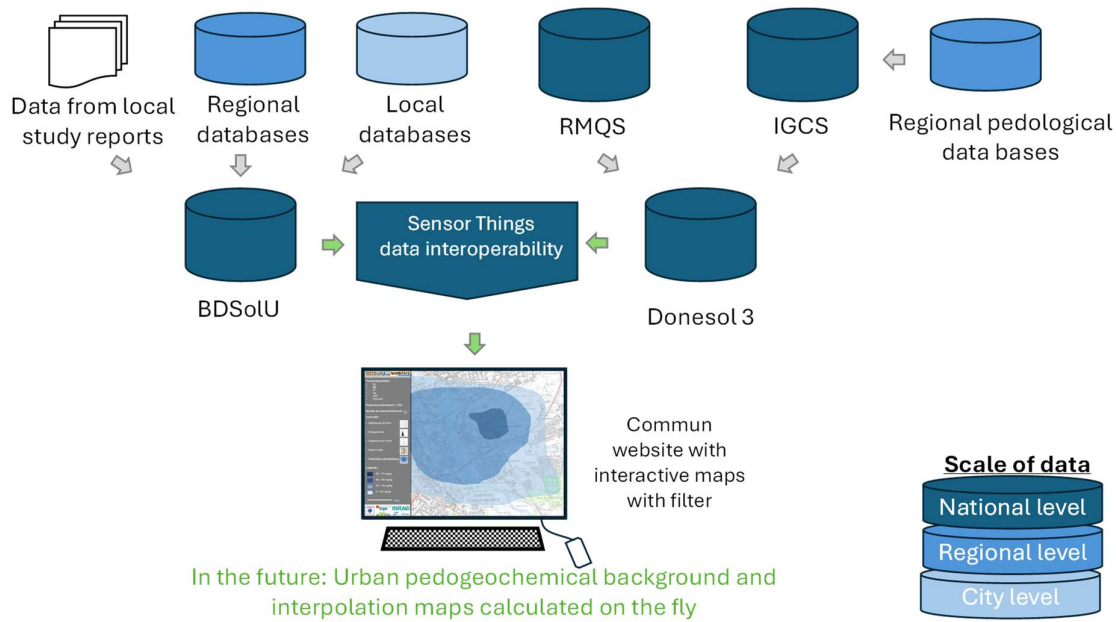 Data from local
study reports
Regional
databases
Local
databases
RMQS
IGCS
Regional pedological
data bases
BDSolU
Sensor Things
data interoperability
Donesol 3
Commun
website with
interactive maps
with filter
In the future: Urban pedogeochemical background and
interpolation maps calculated on the fly
Scale of data
National level
Regional level
City level